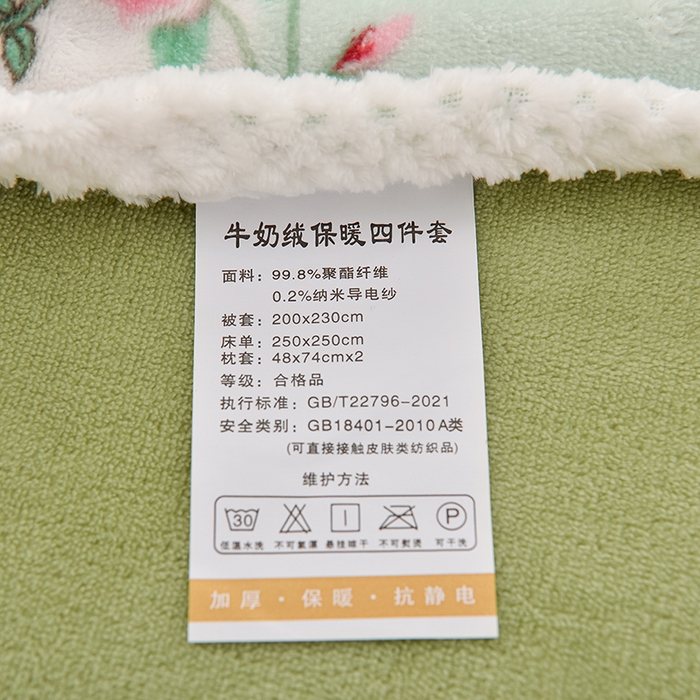 牛奶绒保暖四件套
面料：99.8%聚酯纤维
0.2%纳米导电纱
被套：200x230cm
床单：250x250cm
枕套：48x74cmx2
等级：合格品
执行标准：GB/T22796-2021
安全类别：GB18401-2010A类
(可直接接触皮肤类纺织品)
维护方法
30 P
低温水洗 不可氯漂 悬挂晾干 不可熨烫 可干洗
加厚·保暖·抗静电